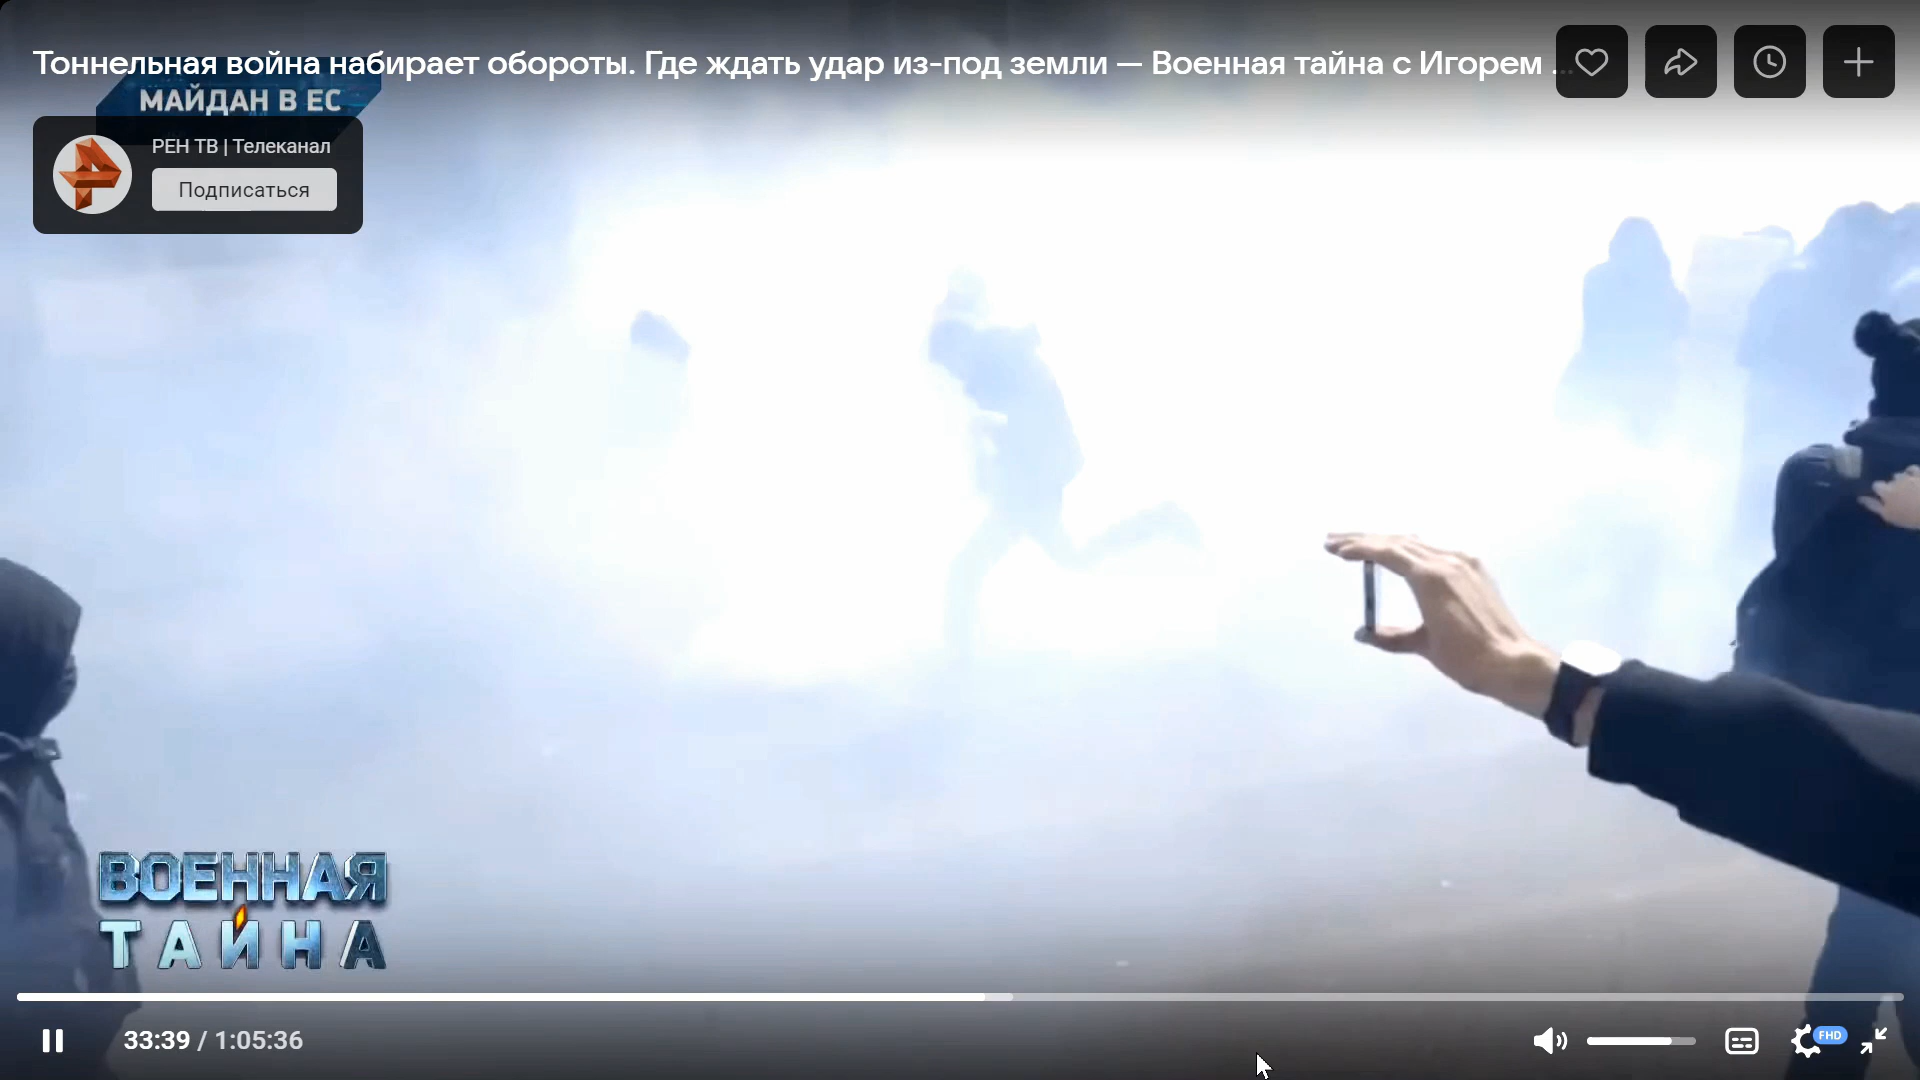 Тоннельная война набирает обороты. Где ждать удар из-под земли — Военная тайна с Игорем ...
МАЙДАН В ЕС
РЕН ТВ | Телеканал
Подписаться
ВОЕННАЯ
ТАЙНА
33:39 / 1:05:36
FHD